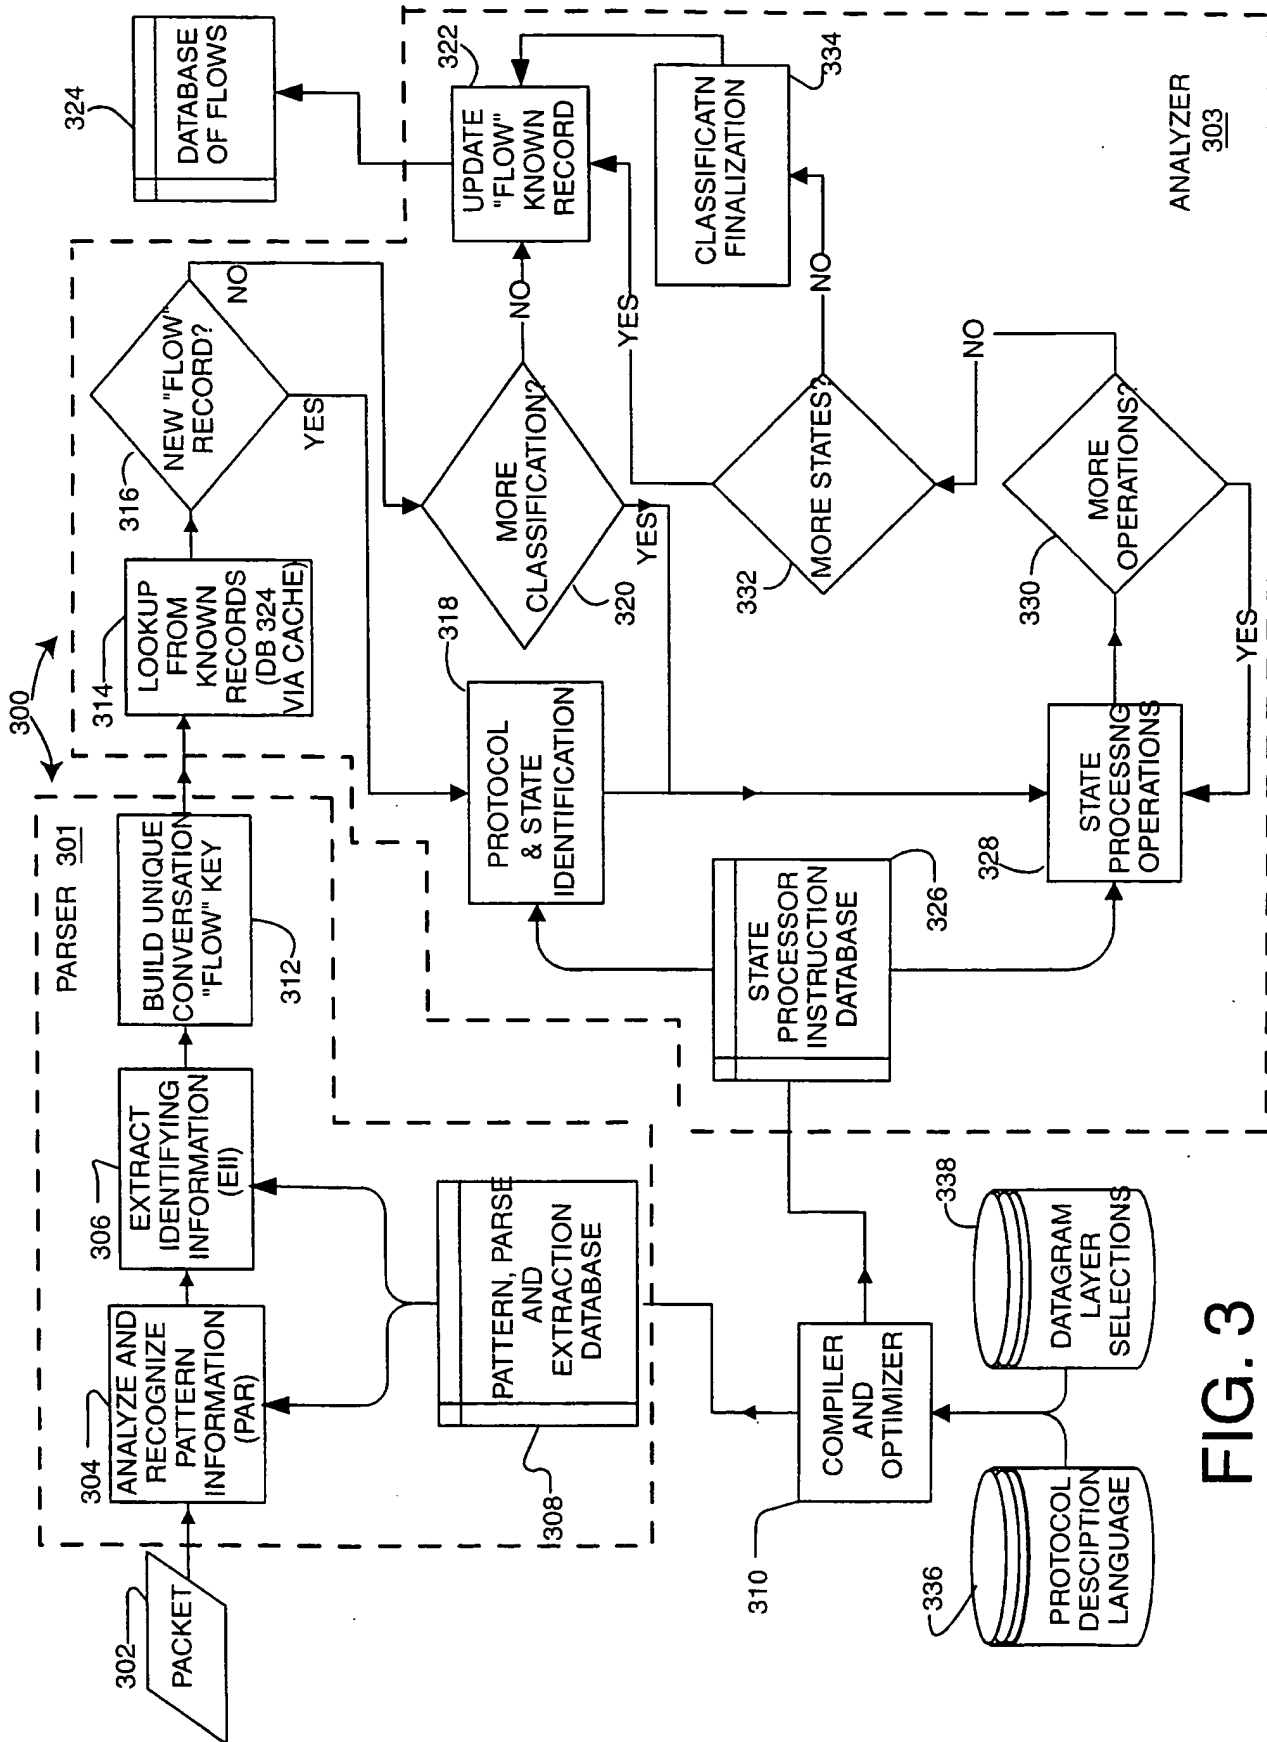 300
PARSER 301
302
PACKET
304
ANALYZE AND
RECOGNIZE
PATTERN
INFORMATION
(PAR)
306
EXTRACT
IDENTIFYING
INFORMATION
(EII)
BUILD UNIQUE
CONVERSATION
"FLOW" KEY
312
314
LOOKUP
FROM
KNOWN
RECORDS
(DB 324
VIA CACHE)
316
NEW "FLOW"
RECORD?
NO
YES
324
DATABASE
OF FLOWS
308
PATTERN, PARSE
AND
EXTRACTION
DATABASE
318
PROTOCOL
& STATE
IDENTIFICATION
MORE
CLASSIFICATION?
320
NO
YES
322
UPDATE
"FLOW"
KNOWN
RECORD
STATE
PROCESSOR
INSTRUCTION
DATABASE
326
332
MORE STATES?
YES
NO
CLASSIFICATN
FINALIZATION
334
310
COMPILER
AND
OPTIMIZER
328
STATE
PROCESSNG
OPERATIONS
330
MORE
OPERATIONS?
NO
YES
336
PROTOCOL
DESCIPTION
LANGUAGE
338
DATAGRAM
LAYER
SELECTIONS
ANALYZER
303
FIG. 3